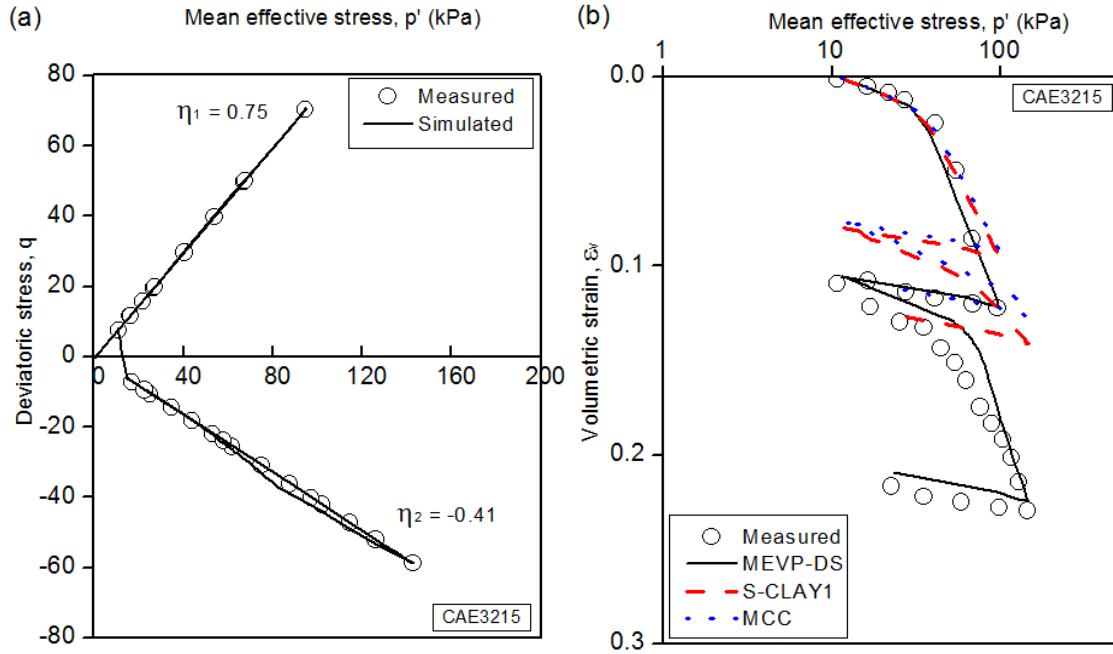 (a)
Mean effective stress, p' (kPa)
Deviatoric stress, q
80
60
40
20
0
-20
-40
-60
-80
0
40
80
120
160
200
η1 = 0.75
Measured
Simulated
η2 = -0.41
CAE3215
(b)
Mean effective stress, p' (kPa)
1
10
100
Volumetric strain, εv
0.0
0.1
0.2
0.3
CAE3215
Measured
MEVP-DS
S-CLAY1
MCC